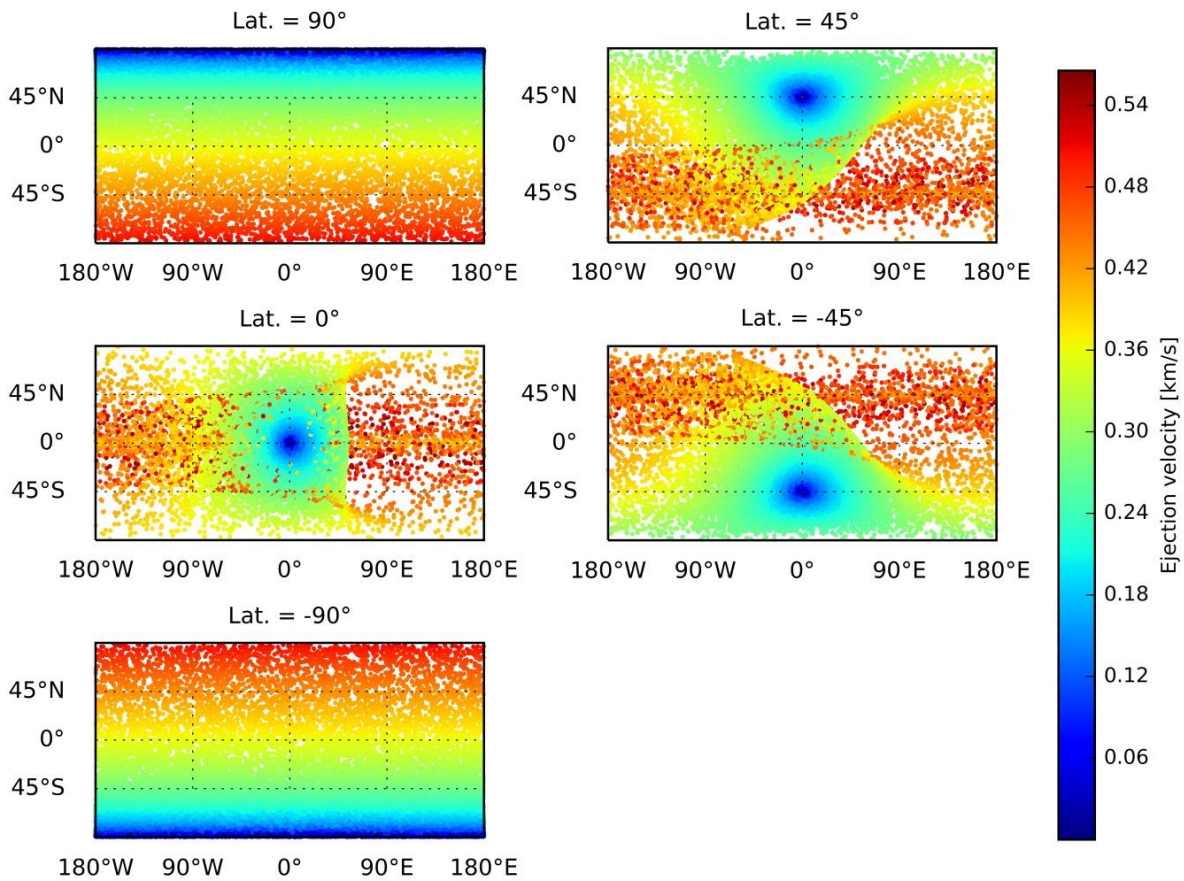 Lat. = 90°
45°N
0°
45°S
180°W 90°W 0° 90°E 180°E
Lat. = 45°
45°N
0°
45°S
180°W 90°W 0° 90°E 180°E
Lat. = 0°
45°N
0°
45°S
180°W 90°W 0° 90°E 180°E
Lat. = -45°
45°N
0°
45°S
180°W 90°W 0° 90°E 180°E
Lat. = -90°
45°N
0°
45°S
180°W 90°W 0° 90°E 180°E
0.54
0.48
0.42
0.36
0.30
0.24
0.18
0.12
0.06
Ejection velocity [km/s]